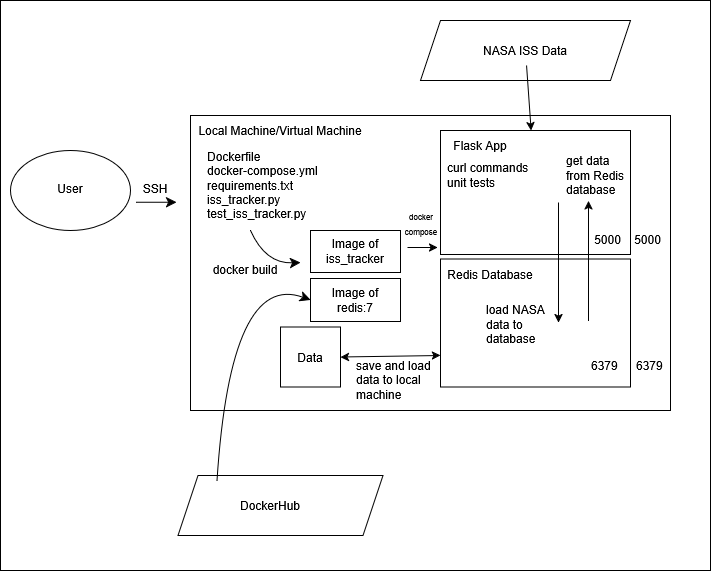 NASA ISS Data
Local Machine/Virtual Machine
Dockerfile
docker-compose.yml
requirements.txt
iss_tracker.py
test_iss_tracker.py
User
SSH
docker build
Image of
iss_tracker
docker
compose
Image of
redis:7
Flask App
curl commands
unit tests
get data
from Redis
database
5000
5000
Redis Database
load NASA
data to
database
6379
6379
Data
save and load
data to local
machine
DockerHub